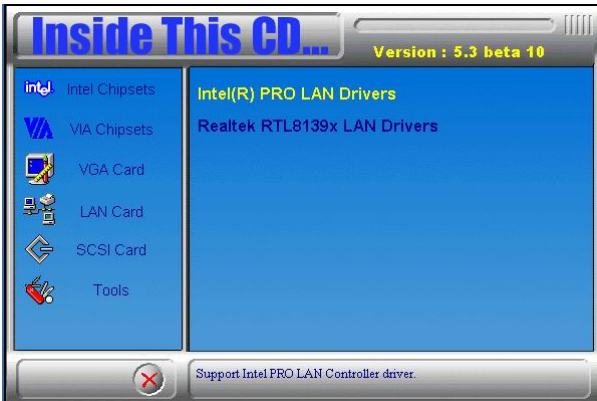 Inside This CD...
Version : 5.3 beta 10
intel. Intel Chipsets
VIA VIA Chipsets
VGA Card
LAN Card
SCSI Card
Tools
Intel(R) PRO LAN Drivers
Realtek RTL8139x LAN Drivers
Support Intel PRO LAN Controller driver.